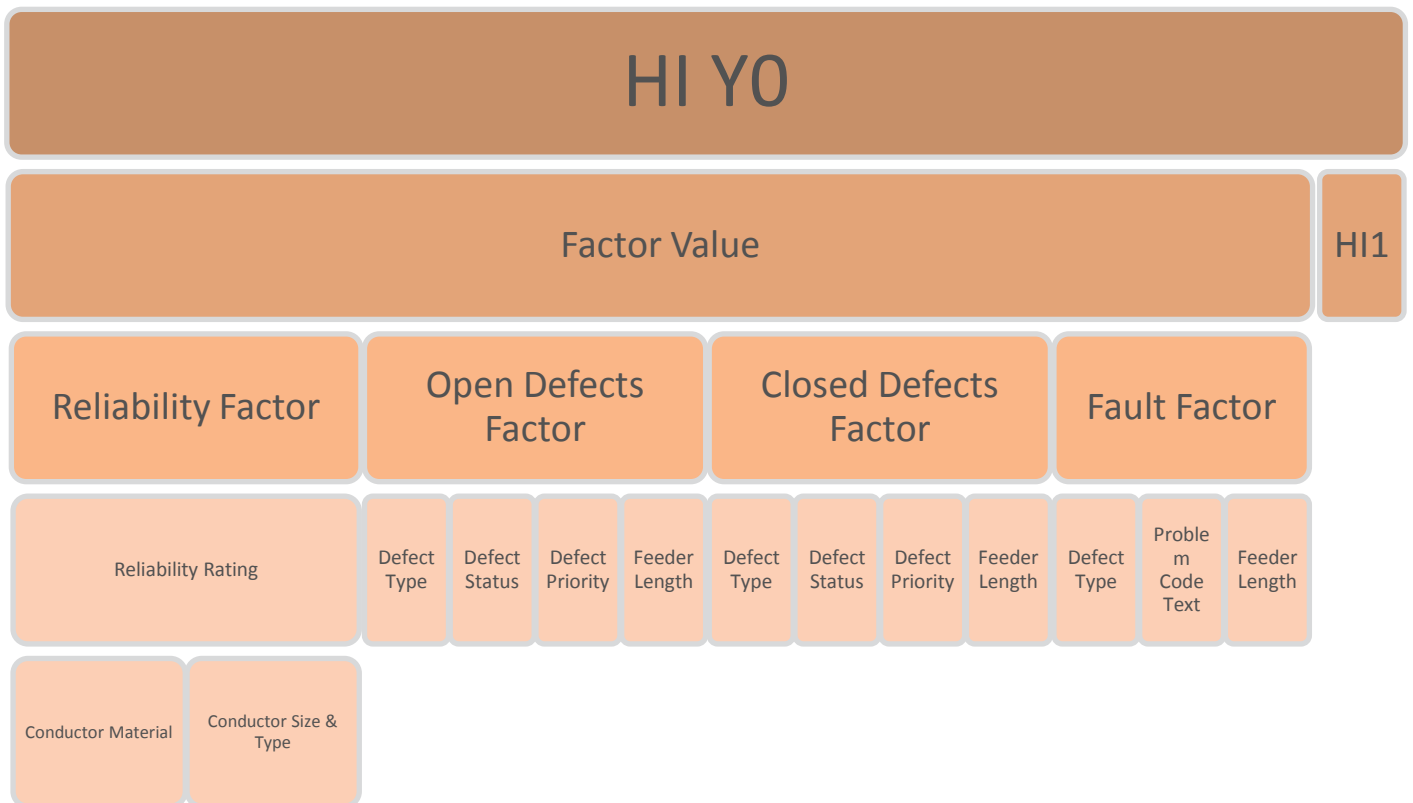 HI Y0
Factor Value
HI1
Reliability Factor
Open Defects
Factor
Closed Defects
Factor
Fault Factor
Reliability Rating
Defect
Type
Defect
Status
Defect
Priority
Feeder
Length
Defect
Type
Defect
Status
Defect
Priority
Feeder
Length
Defect
Type
Proble
m
Code
Text
Feeder
Length
Conductor Material
Conductor Size &
Type